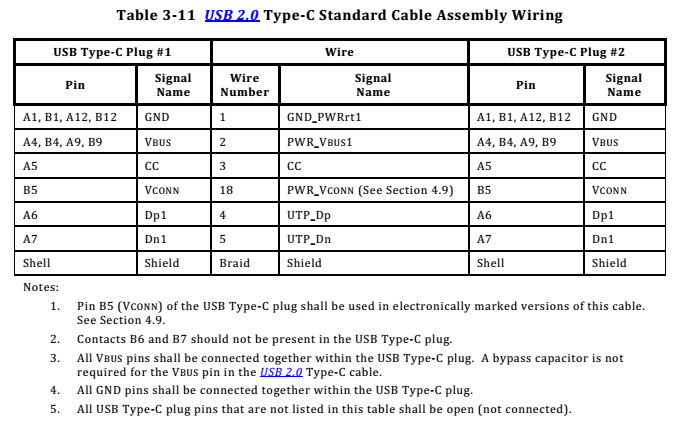 Table 3-11 USB 2.0 Type-C Standard Cable Assembly Wiring
USB Type-C Plug #1 Wire USB Type-C Plug #2
Pin Signal Name Wire Number Signal Name Pin Signal Name
A1, B1, A12, B12 GND 1 GND_PWRrt1 A1, B1, A12, B12 GND
A4, B4, A9, B9 VBUS 2 PWR_VBUS1 A4, B4, A9, B9 VBUS
A5 CC 3 CC A5 CC
B5 VCONN 18 PWR_VCONN (See Section 4.9) B5 VCONN
A6 Dp1 4 UTP_Dp A6 Dp1
A7 Dn1 5 UTP_Dn A7 Dn1
Shell Shield Braid Shield Shell Shield
Notes:
1. Pin B5 (VCONN) of the USB Type-C plug shall be used in electronically marked versions of this cable.
See Section 4.9.
2. Contacts B6 and B7 should not be present in the USB Type-C plug.
3. All VBUS pins shall be connected together within the USB Type-C plug. A bypass capacitor is not
required for the VBUS pin in the USB 2.0 Type-C cable.
4. All GND pins shall be connected together within the USB Type-C plug.
5. All USB Type-C plug pins that are not listed in this table shall be open (not connected).